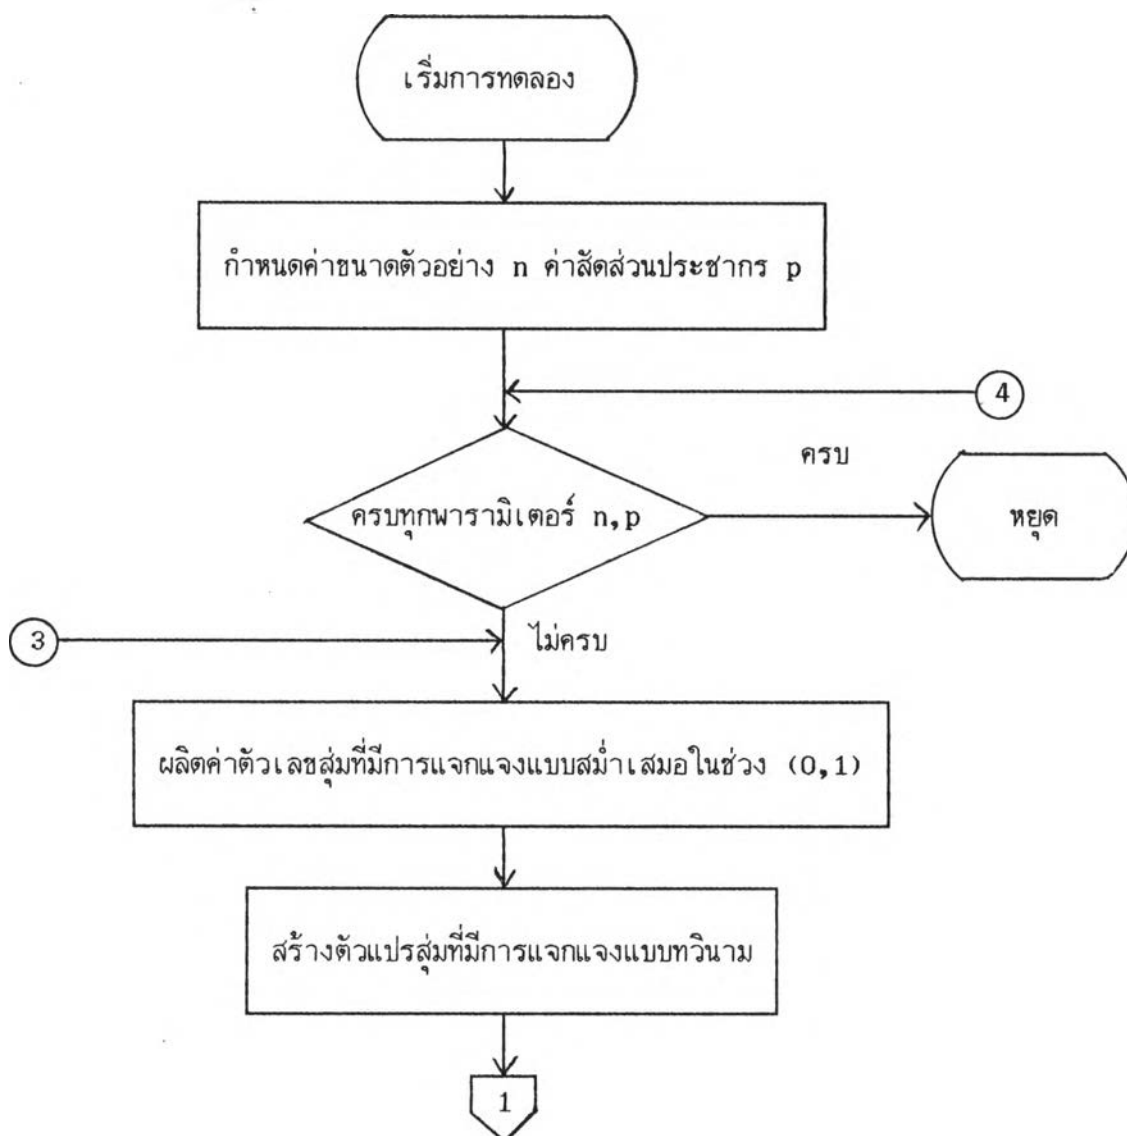 เริ่มการทดลอง
กำหนดค่าขนาดตัวอย่าง n ค่าสัดส่วนประชากร p
4
ครบ
ครบทุกพารามิเตอร์ n,p
หยุด
3
ไม่ครบ
ผลิตค่าตัวเลขสุ่มที่มีการแจกแจงแบบสม่ำเสมอในช่วง (0,1)
สร้างตัวแปรสุ่มที่มีการแจกแจงแบบทวินาม
1